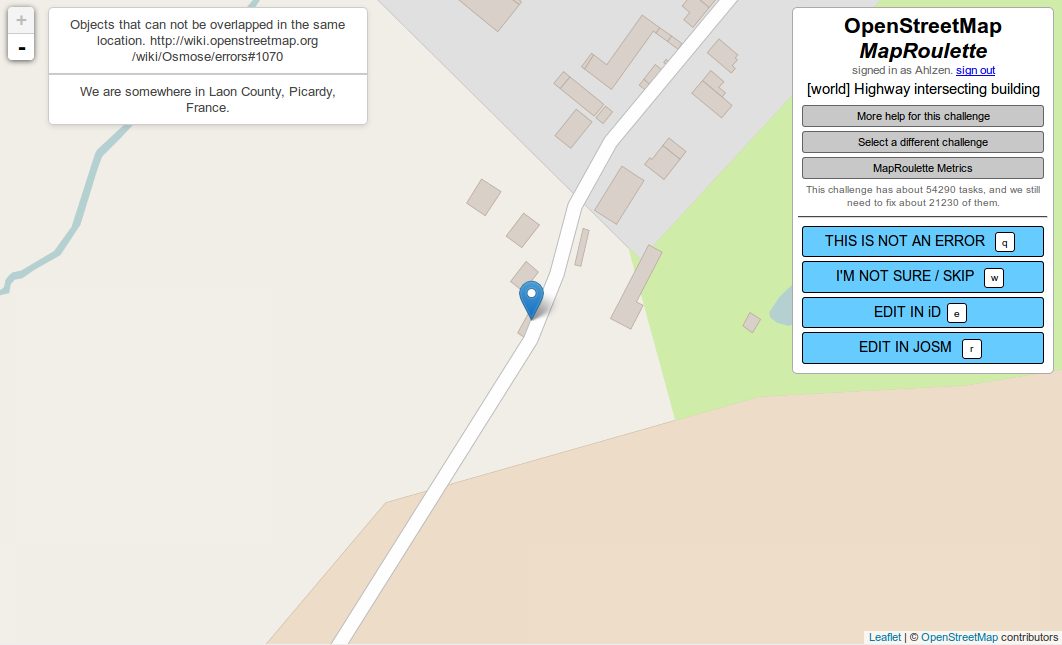 +
-
Objects that can not be overlapped in the same
location. http://wiki.openstreetmap.org
/wiki/Osmose/errors#1070
We are somewhere in Laon County, Picardy,
France.
OpenStreetMap
MapRoulette
signed in as Ahlzen. sign out
[world] Highway intersecting building
More help for this challenge
Select a different challenge
MapRoulette Metrics
This challenge has about 54290 tasks, and we still
need to fix about 21230 of them.
THIS IS NOT AN ERROR q
I'M NOT SURE / SKIP w
EDIT IN iD e
EDIT IN JOSM r
Leaflet | © OpenStreetMap contributors